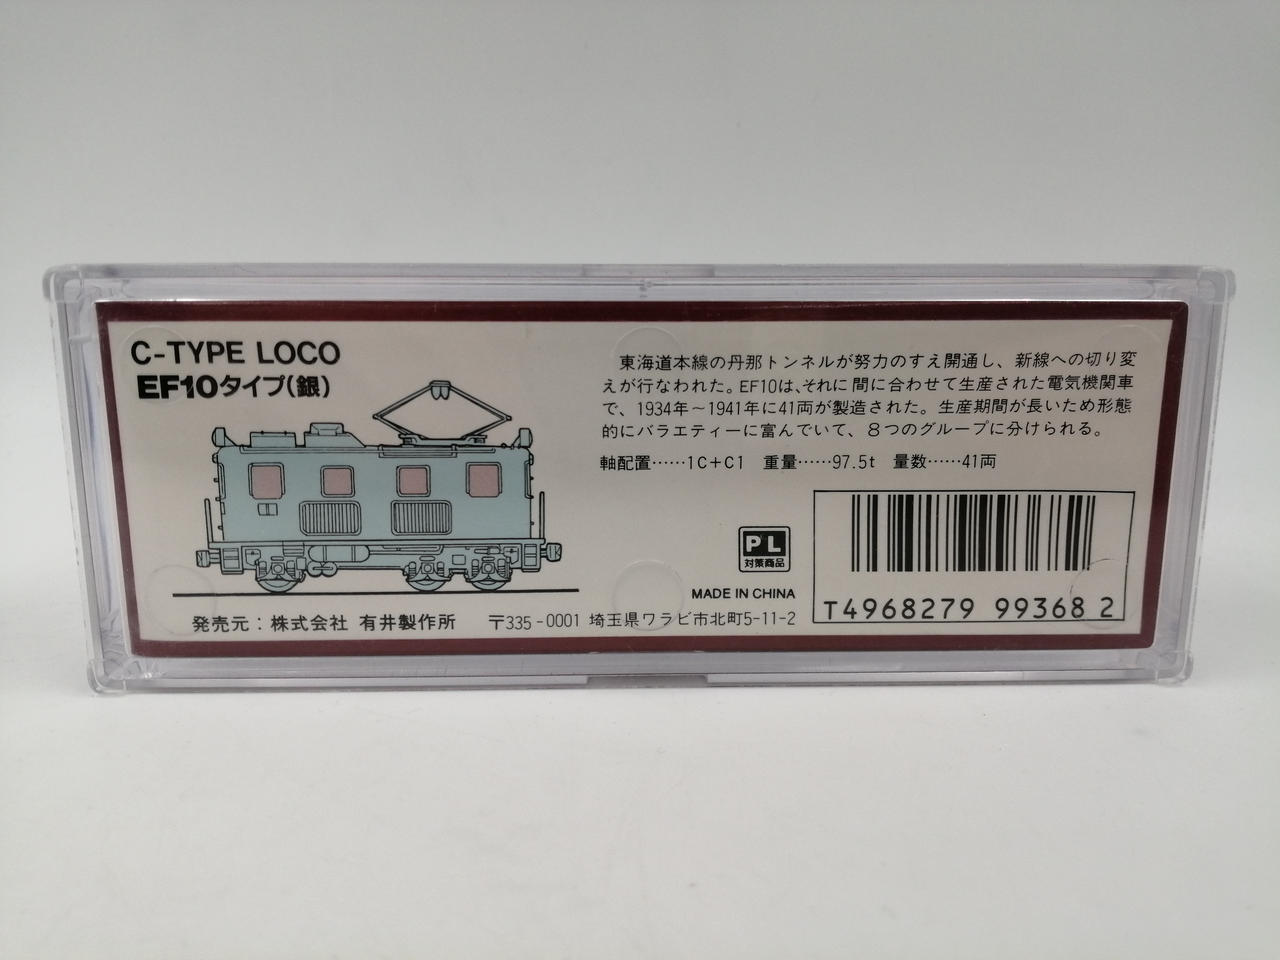 C-TYPE LOCO
EF10タイプ(銀)
東海道本線の丹那トンネルが努力のすえ開通し、新線への切り変
えが行なわれた。EF10は、それに間に合わせて生産された電気機関車
で、1934年～1941年に41両が製造された。生産期間が長いため形態
的にバラエティーに富んでいて、8つのグループに分けられる。
軸配置……1C+C1 重量……97.5t 量数……41両
PL
対策商品
MADE IN CHINA
T4968279 99368 2
発売元：株式会社 有井製作所 〒335-0001 埼玉県ワラビ市北町5-11-2